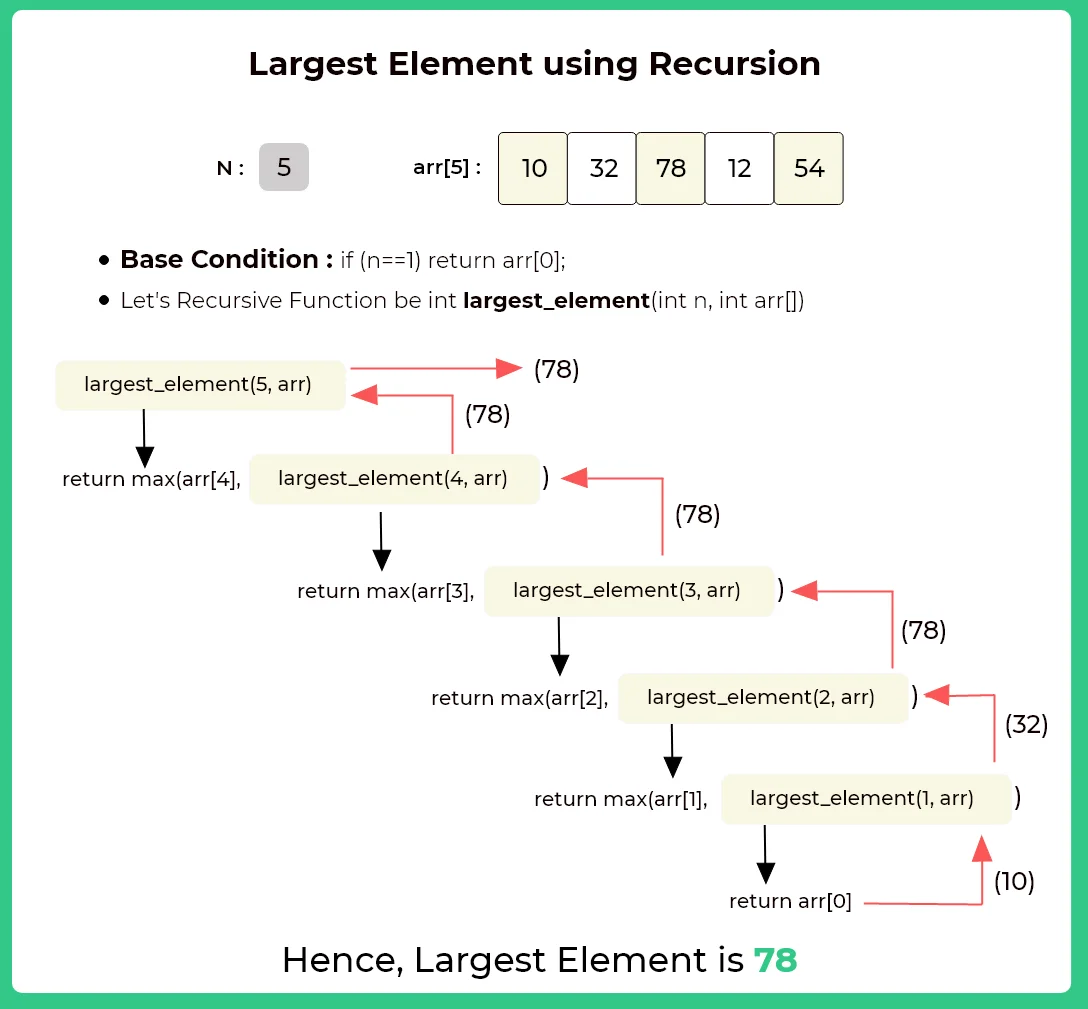 Largest Element using Recursion
N : 5 arr[5] : 10 32 78 12 54
Base Condition : if (n==1) return arr[0];
Let's Recursive Function be int largest_element(int n, int arr[])
largest_element(5, arr) (78)
(78)
return max(arr[4], largest_element(4, arr) )
(78)
return max(arr[3], largest_element(3, arr) )
(78)
return max(arr[2], largest_element(2, arr) )
(32)
return max(arr[1], largest_element(1, arr) )
(10)
return arr[0]
Hence, Largest Element is 78